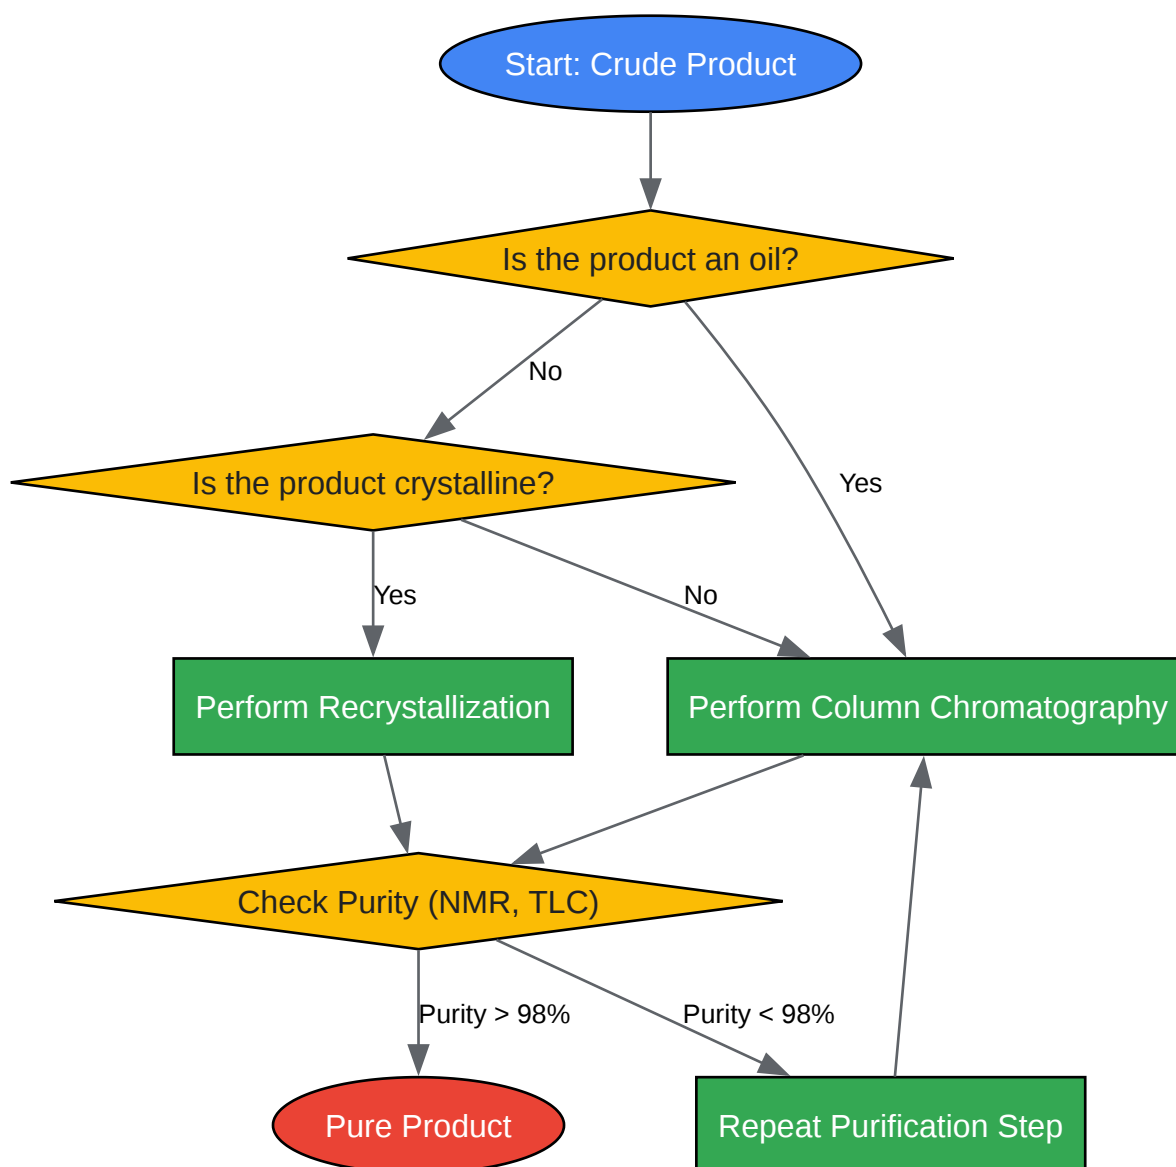 Start: Crude Product
Is the product an oil?
No
Is the product crystalline?
Yes
Yes
No
Perform Recrystallization
Perform Column Chromatography
Check Purity (NMR, TLC)
Purity > 98%
Purity < 98%
Pure Product
Repeat Purification Step